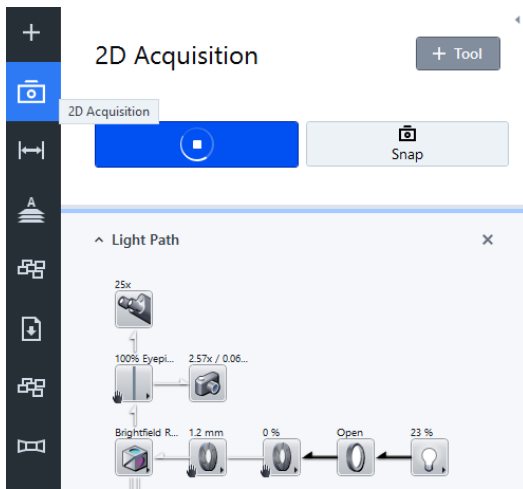 2D Acquisition
+ Tool
2D Acquisition
Snap
A
Light Path
25x
100% Eyepi... 2.57x / 0.06...
Brightfield R... 1.2 mm 0 % Open 23 %